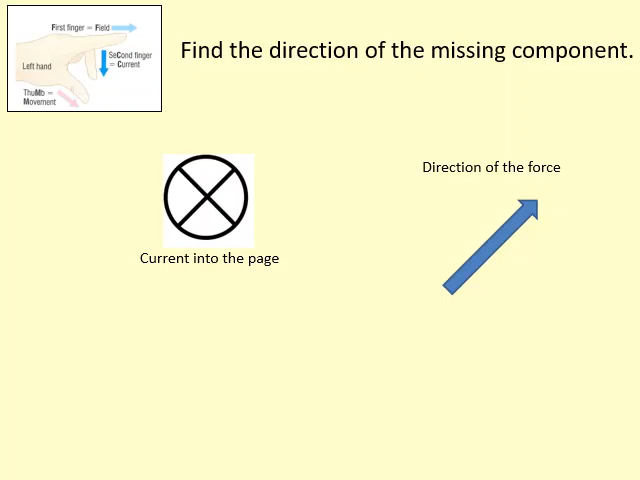 First finger = Field
SeCond finger
= Current
Left hand
ThuMb =
Movement
Find the direction of the missing component.
Direction of the force
Current into the page